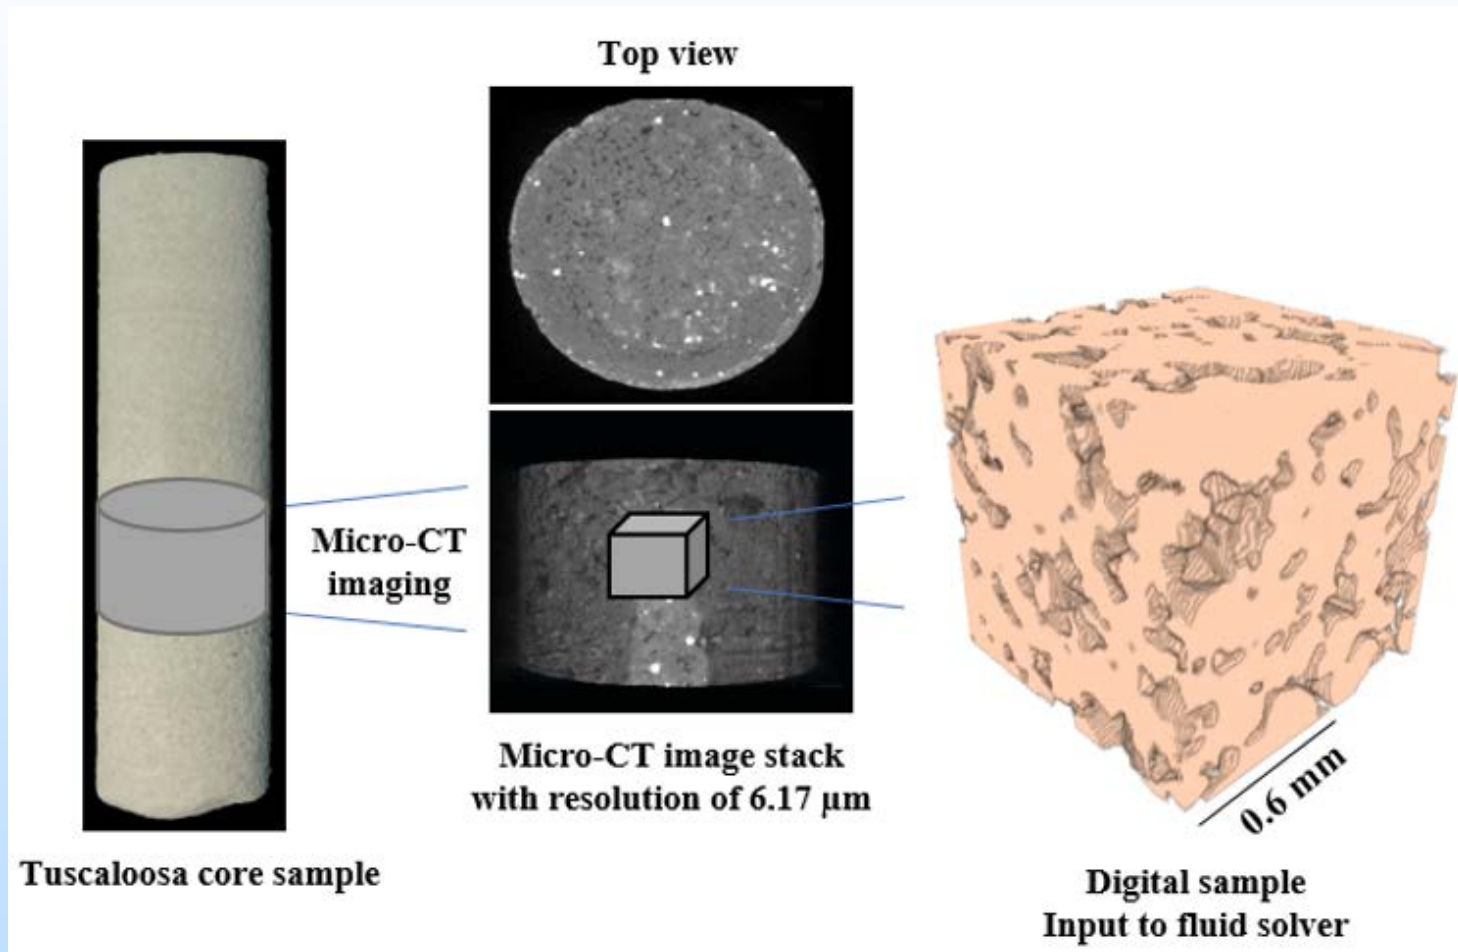 Top view
Micro-CT
imaging
Micro-CT image stack
with resolution of 6.17 µm
Tuscaloosa core sample
0.6 mm
Digital sample
Input to fluid solver